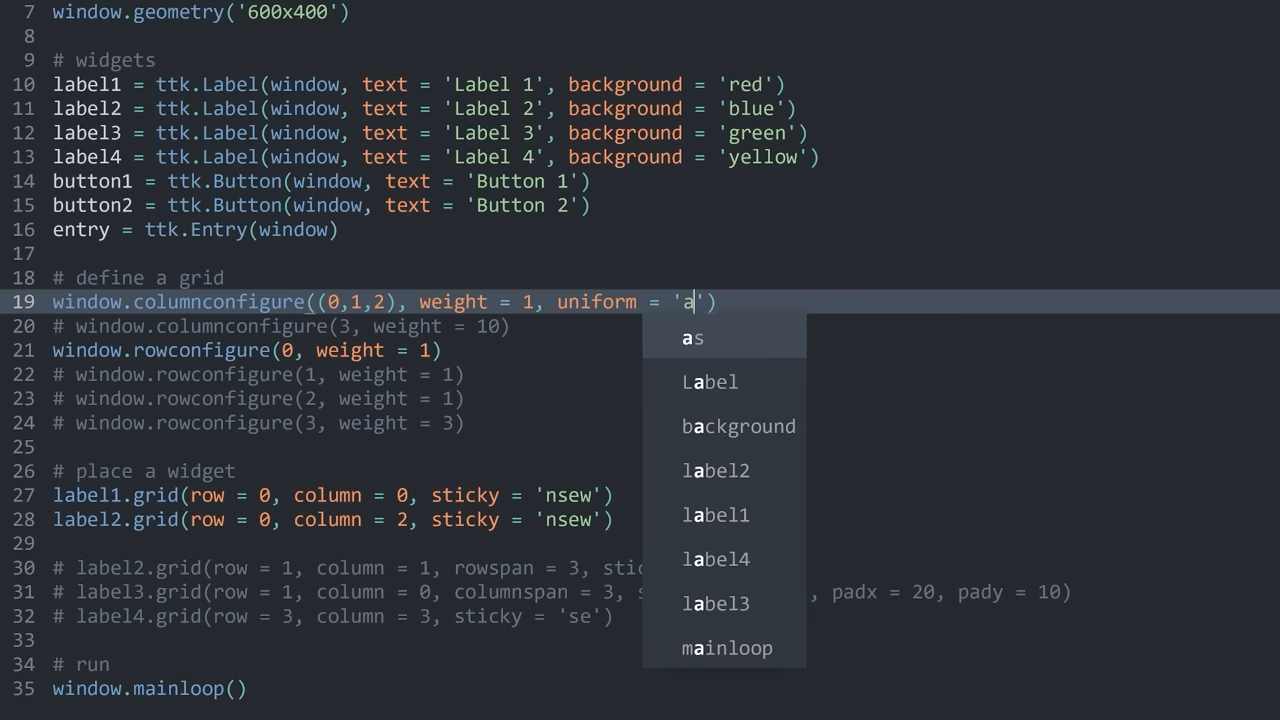 7 window.geometry('600x400')
8
9 # widgets
10 label1 = ttk.Label(window, text = 'Label 1', background = 'red')
11 label2 = ttk.Label(window, text = 'Label 2', background = 'blue')
12 label3 = ttk.Label(window, text = 'Label 3', background = 'green')
13 label4 = ttk.Label(window, text = 'Label 4', background = 'yellow')
14 button1 = ttk.Button(window, text = 'Button 1')
15 button2 = ttk.Button(window, text = 'Button 2')
16 entry = ttk.Entry(window)
17
18 # define a grid
19 window.columnconfigure((0,1,2), weight = 1, uniform = 'a')
20 # window.columnconfigure(3, weight = 10)
21 window.rowconfigure(0, weight = 1)
22 # window.rowconfigure(1, weight = 1)
23 # window.rowconfigure(2, weight = 1)
24 # window.rowconfigure(3, weight = 3)
25
26 # place a widget
27 label1.grid(row = 0, column = 0, sticky = 'nsew')
28 label2.grid(row = 0, column = 2, sticky = 'nsew')
29
30 # label2.grid(row = 1, column = 1, rowspan = 3, stic
31 # label3.grid(row = 1, column = 0, columnspan = 3, , padx = 20, pady = 10)
32 # label4.grid(row = 3, column = 3, sticky = 'se')
33
34 # run
35 window.mainloop()
as
Label
background
label2
label1
label4
label3
mainloop